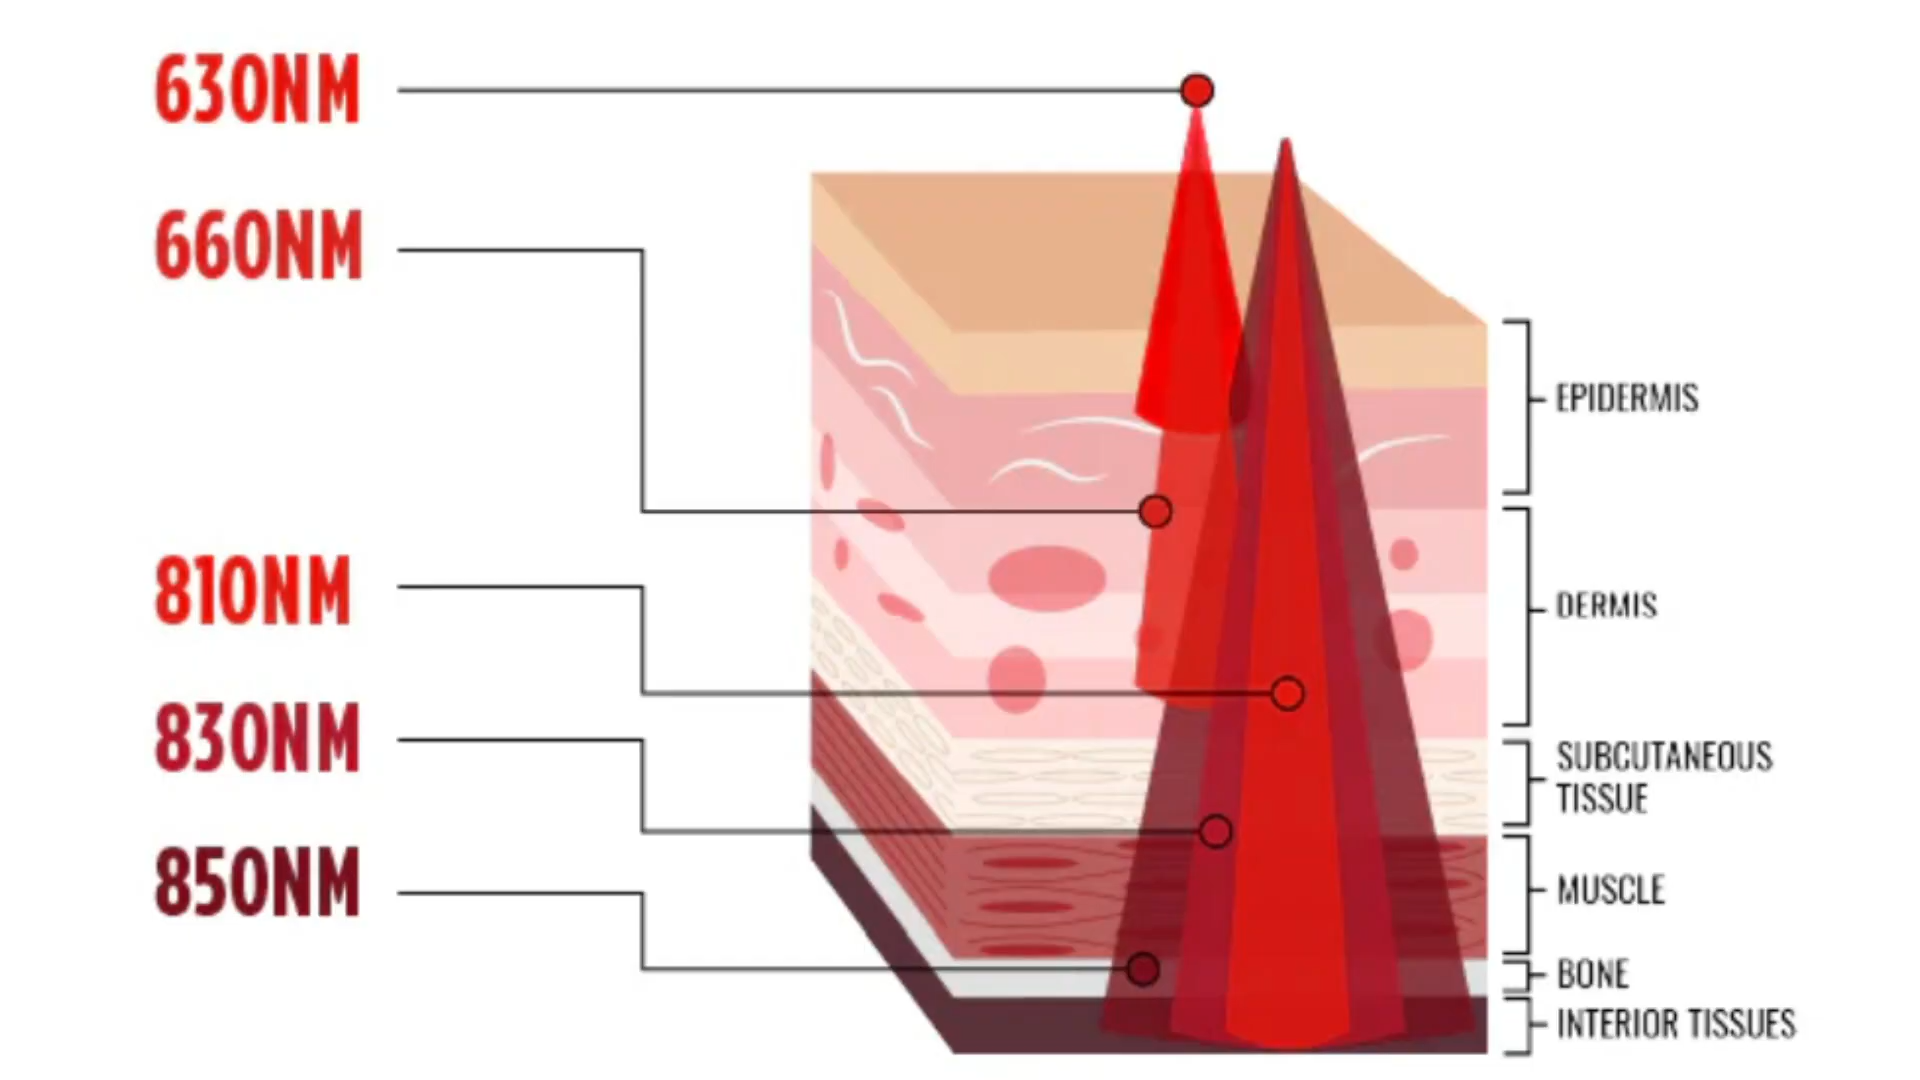 630NM
660NM
810NM
830NM
850NM
EPIDERMIS
DERMIS
SUBCUTANEOUS
TISSUE
MUSCLE
BONE
INTERIOR TISSUES